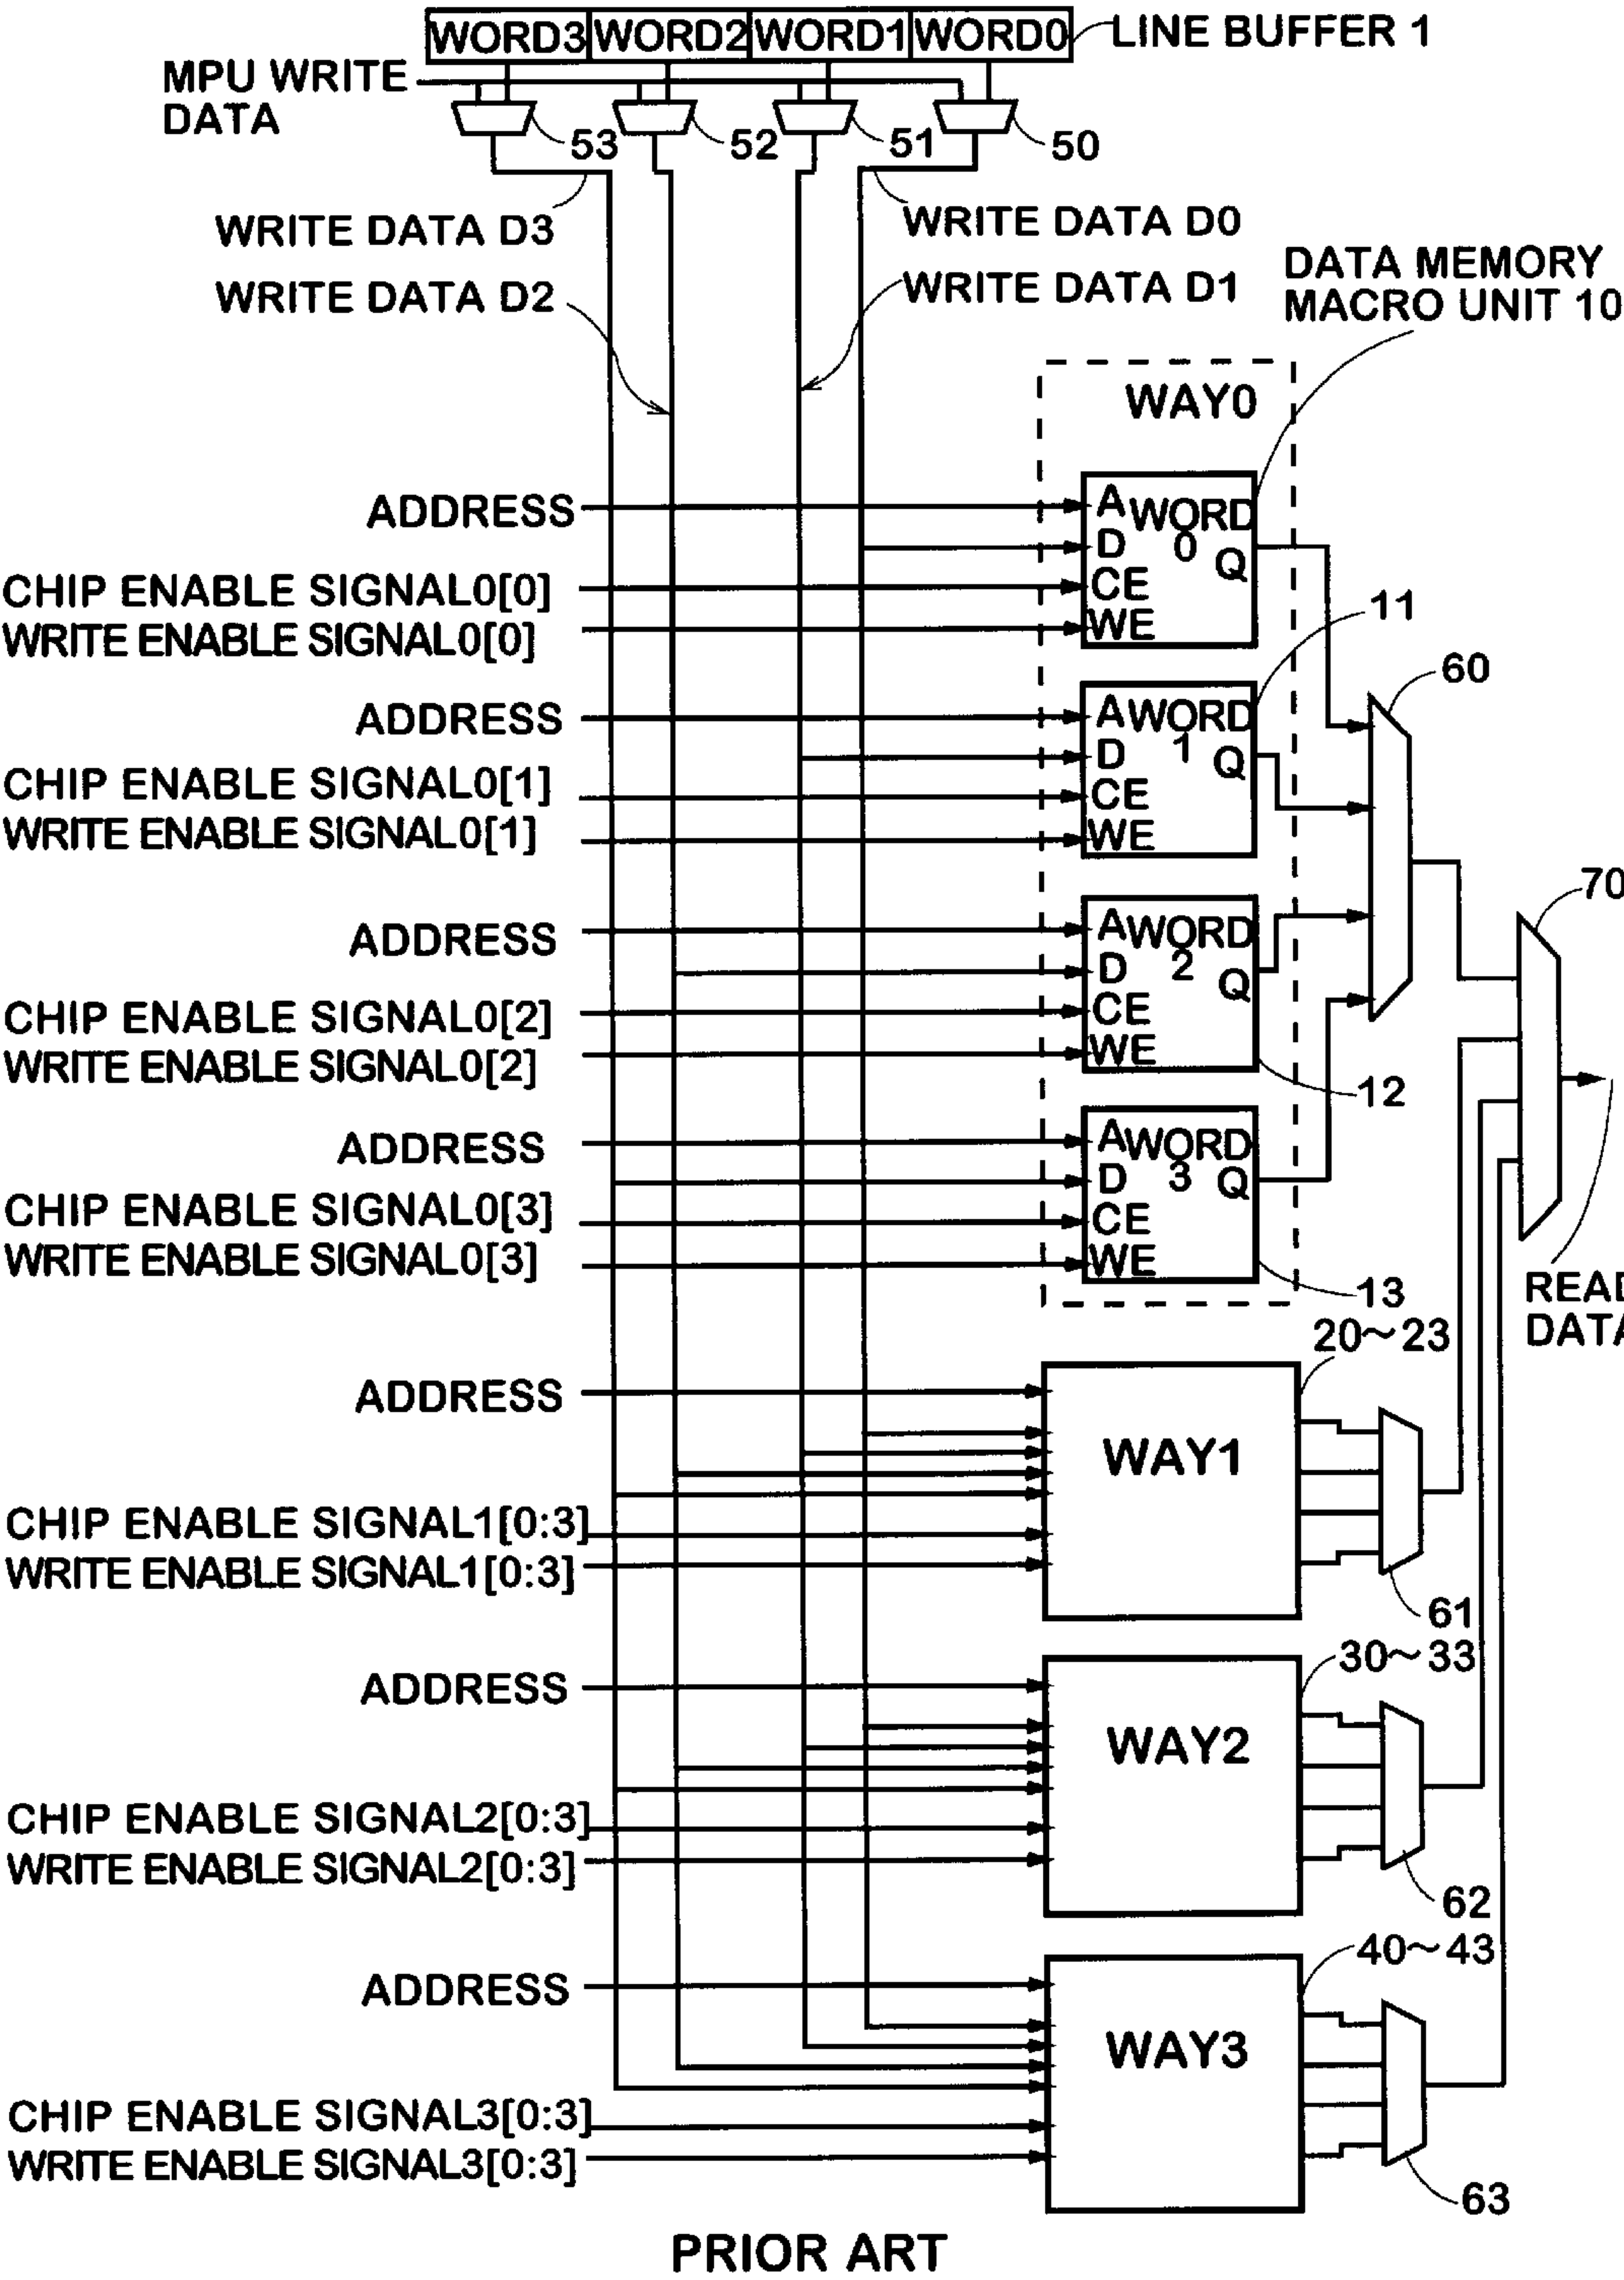 WORD3 WORD2 WORD1 WORD0 LINE BUFFER 1
MPU WRITE
DATA
53 52 51 50
WRITE DATA D3 WRITE DATA D0
WRITE DATA D2 WRITE DATA D1
DATA MEMORY
MACRO UNIT 10
WAY0
ADDRESS A WORD
D 0 Q
CHIP ENABLE SIGNAL0[0] CE
WRITE ENABLE SIGNAL0[0] WE
11
60
ADDRESS A WORD
D 1 Q
CHIP ENABLE SIGNAL0[1] CE
WRITE ENABLE SIGNAL0[1] WE
70
ADDRESS A WORD
D 2 Q
CHIP ENABLE SIGNAL0[2] CE
WRITE ENABLE SIGNAL0[2] WE
12
ADDRESS A WORD
D 3 Q
CHIP ENABLE SIGNAL0[3] CE
WRITE ENABLE SIGNAL0[3] WE
13
READ
DATA
20~23
ADDRESS
WAY1
CHIP ENABLE SIGNAL1[0:3]
WRITE ENABLE SIGNAL1[0:3]
61
30~33
ADDRESS
WAY2
CHIP ENABLE SIGNAL2[0:3]
WRITE ENABLE SIGNAL2[0:3]
62
40~43
ADDRESS
WAY3
CHIP ENABLE SIGNAL3[0:3]
WRITE ENABLE SIGNAL3[0:3]
63
PRIOR ART